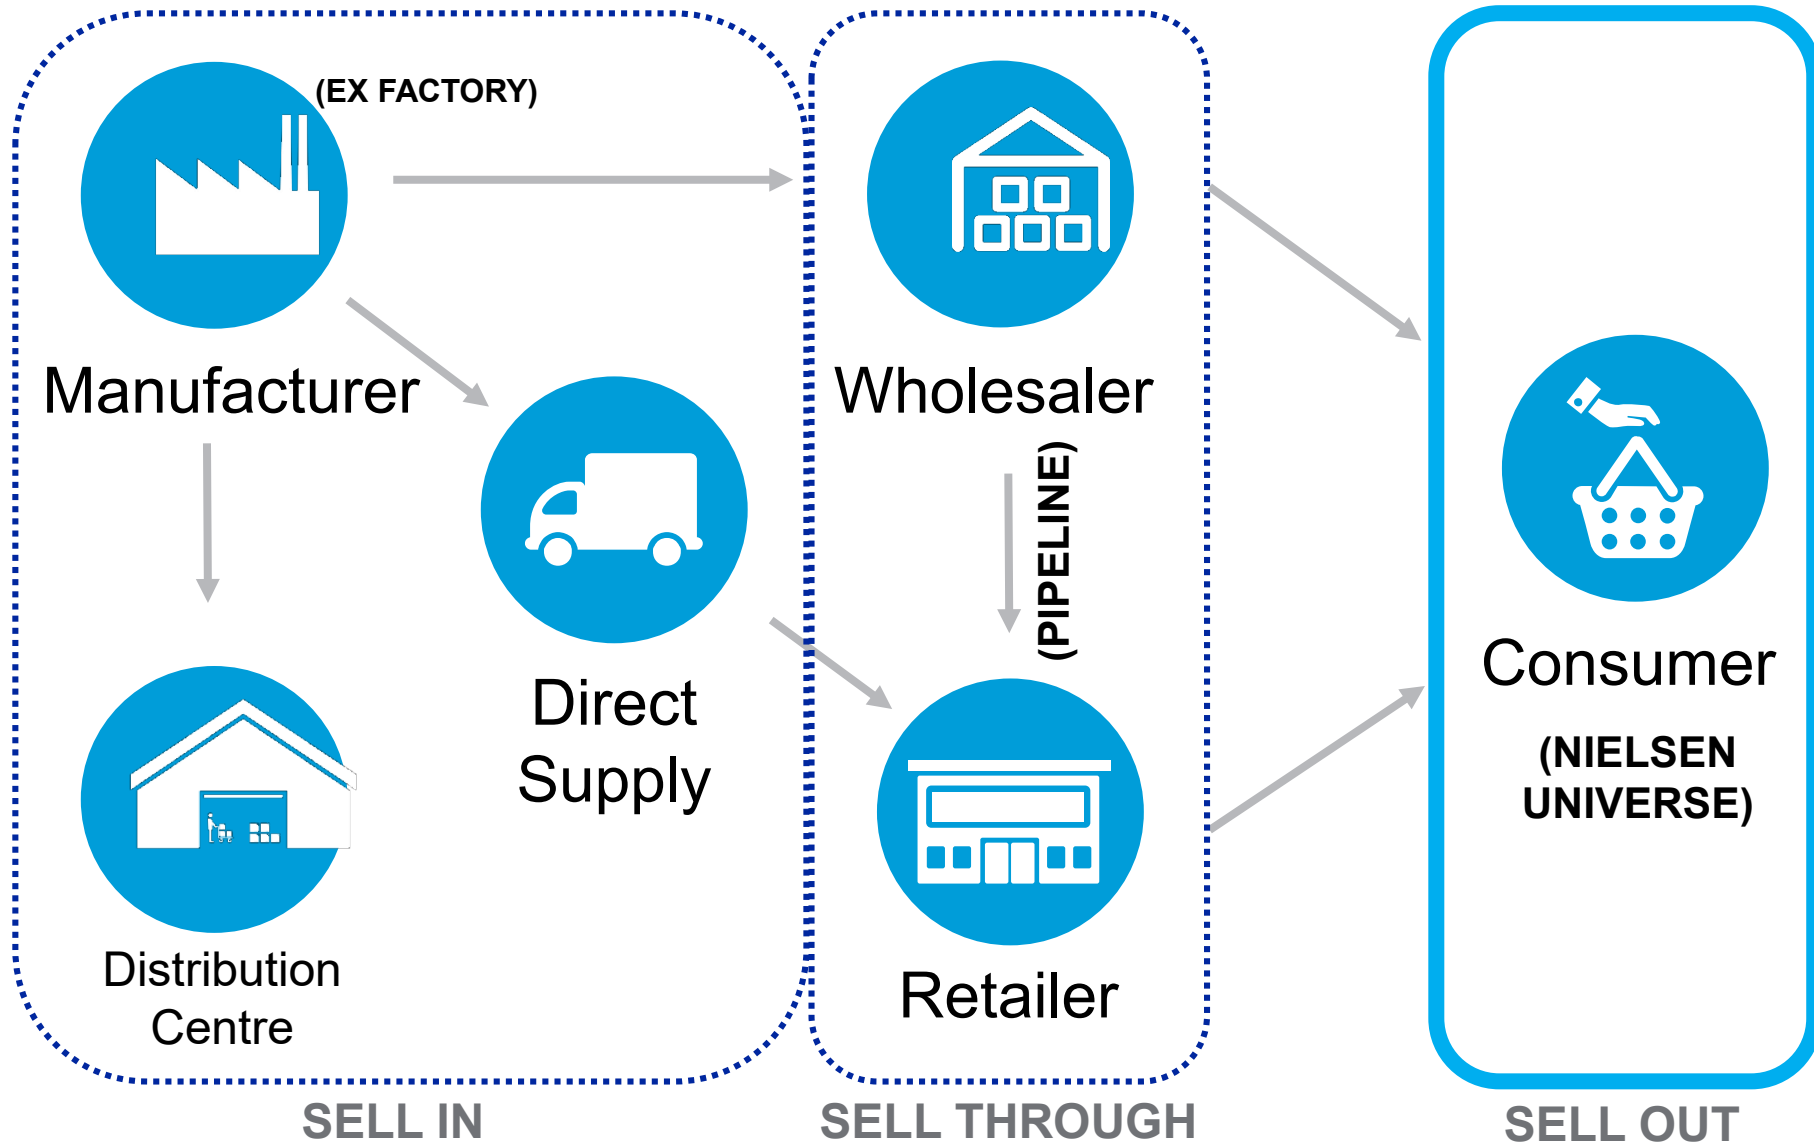 (EX FACTORY)
Manufacturer
Direct
Supply
Distribution
Centre
SELL IN
Wholesaler
(PIPELINE)
Retailer
SELL THROUGH
Consumer
(NIELSEN
UNIVERSE)
SELL OUT